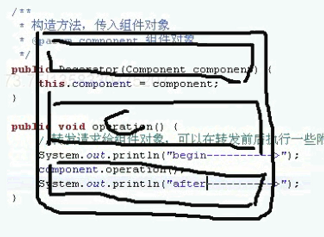 /**
* 构造方法，传入组件对象
* @param component 组件对象
*/
public Decorator(Component component) {
this.component = component;
}
public void operation() {
// 转发请求给组件对象，可以在转发前后执行一些附
System.out.println("begin----------->");
component.operation();
System.out.println("after----------->");
}